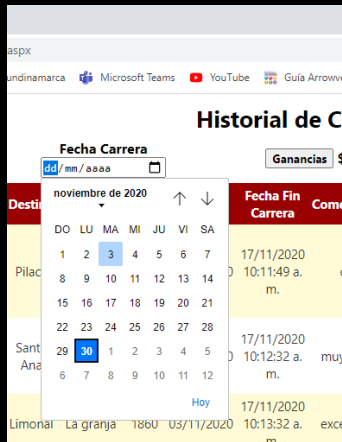 aspx
undinamarca Microsoft Teams YouTube Guía Arrowv
Historial de C
Fecha Carrera
dd/mm/aaaa
Ganancias $
Desti
Fecha Fin Carrera Come
noviembre de 2020
DO LU MA MI JU VI SA
1 2 3 4 5 6 7
8 9 10 11 12 13 14
15 16 17 18 19 20 21
22 23 24 25 26 27 28
29 30 1 2 3 4 5
6 7 8 9 10 11 12
Hoy
Pilac
0 17/11/2020
10:11:49 a.
m.
Sant
Ana
0 17/11/2020
10:12:32 a. muy
m.
Limonal La granja 1860 03/11/2020 17/11/2020
10:13:32 a. exce
m.